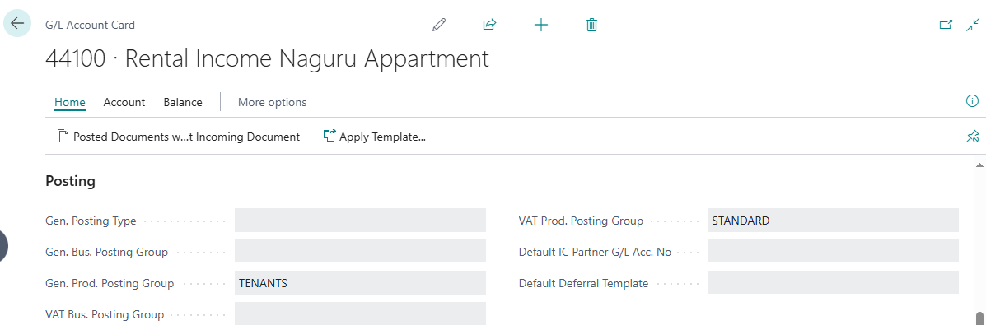 G/L Account Card
44100 · Rental Income Naguru Appartment
Home Account Balance More options
Posted Documents w...t Incoming Document Apply Template...
Posting
Gen. Posting Type
Gen. Bus. Posting Group
Gen. Prod. Posting Group TENANTS
VAT Bus. Posting Group
VAT Prod. Posting Group STANDARD
Default IC Partner G/L Acc. No
Default Deferral Template